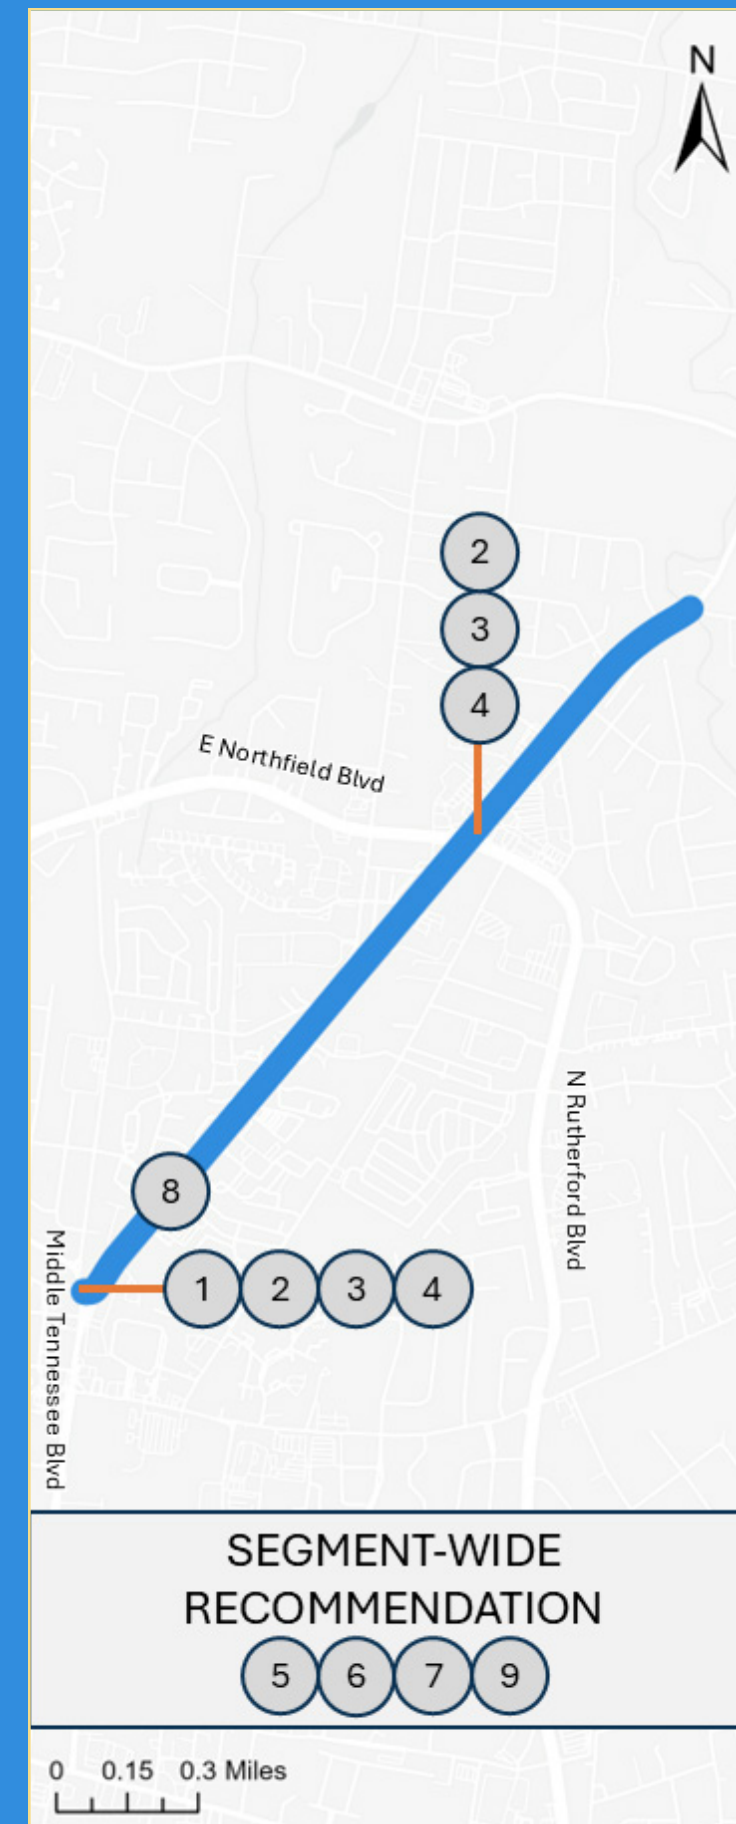 N
2
3
4
E Northfield Blvd
N Rutherford Blvd
8
Middle Tennessee Blvd
1 2 3 4
SEGMENT-WIDE
RECOMMENDATION
5 6 7 9
0 0.15 0.3 Miles